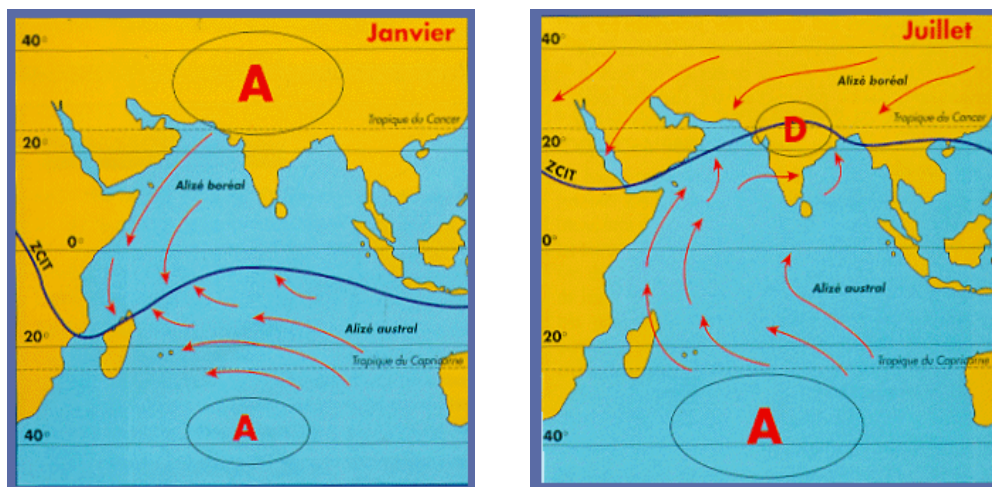 Janvier
40°
A
Tropique du Cancer
20°
Alizé boréal
0°
ZCIT
Alizé austral
20°
Tropique du Capricorne
A
40°
Juillet
40°
Alizé boréal
D
Tropique du Cancer
20°
ZCIT
0°
Alizé austral
20°
Tropique du Capricorne
A
40°